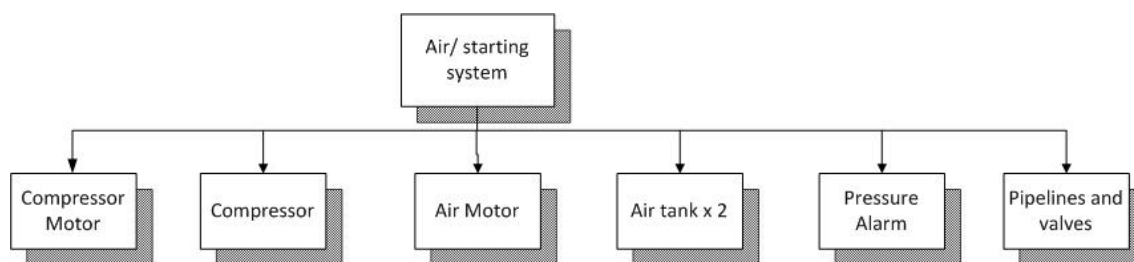 Air/ starting
system
Compressor
Motor
Compressor
Air Motor
Air tank x 2
Pressure
Alarm
Pipelines and
valves